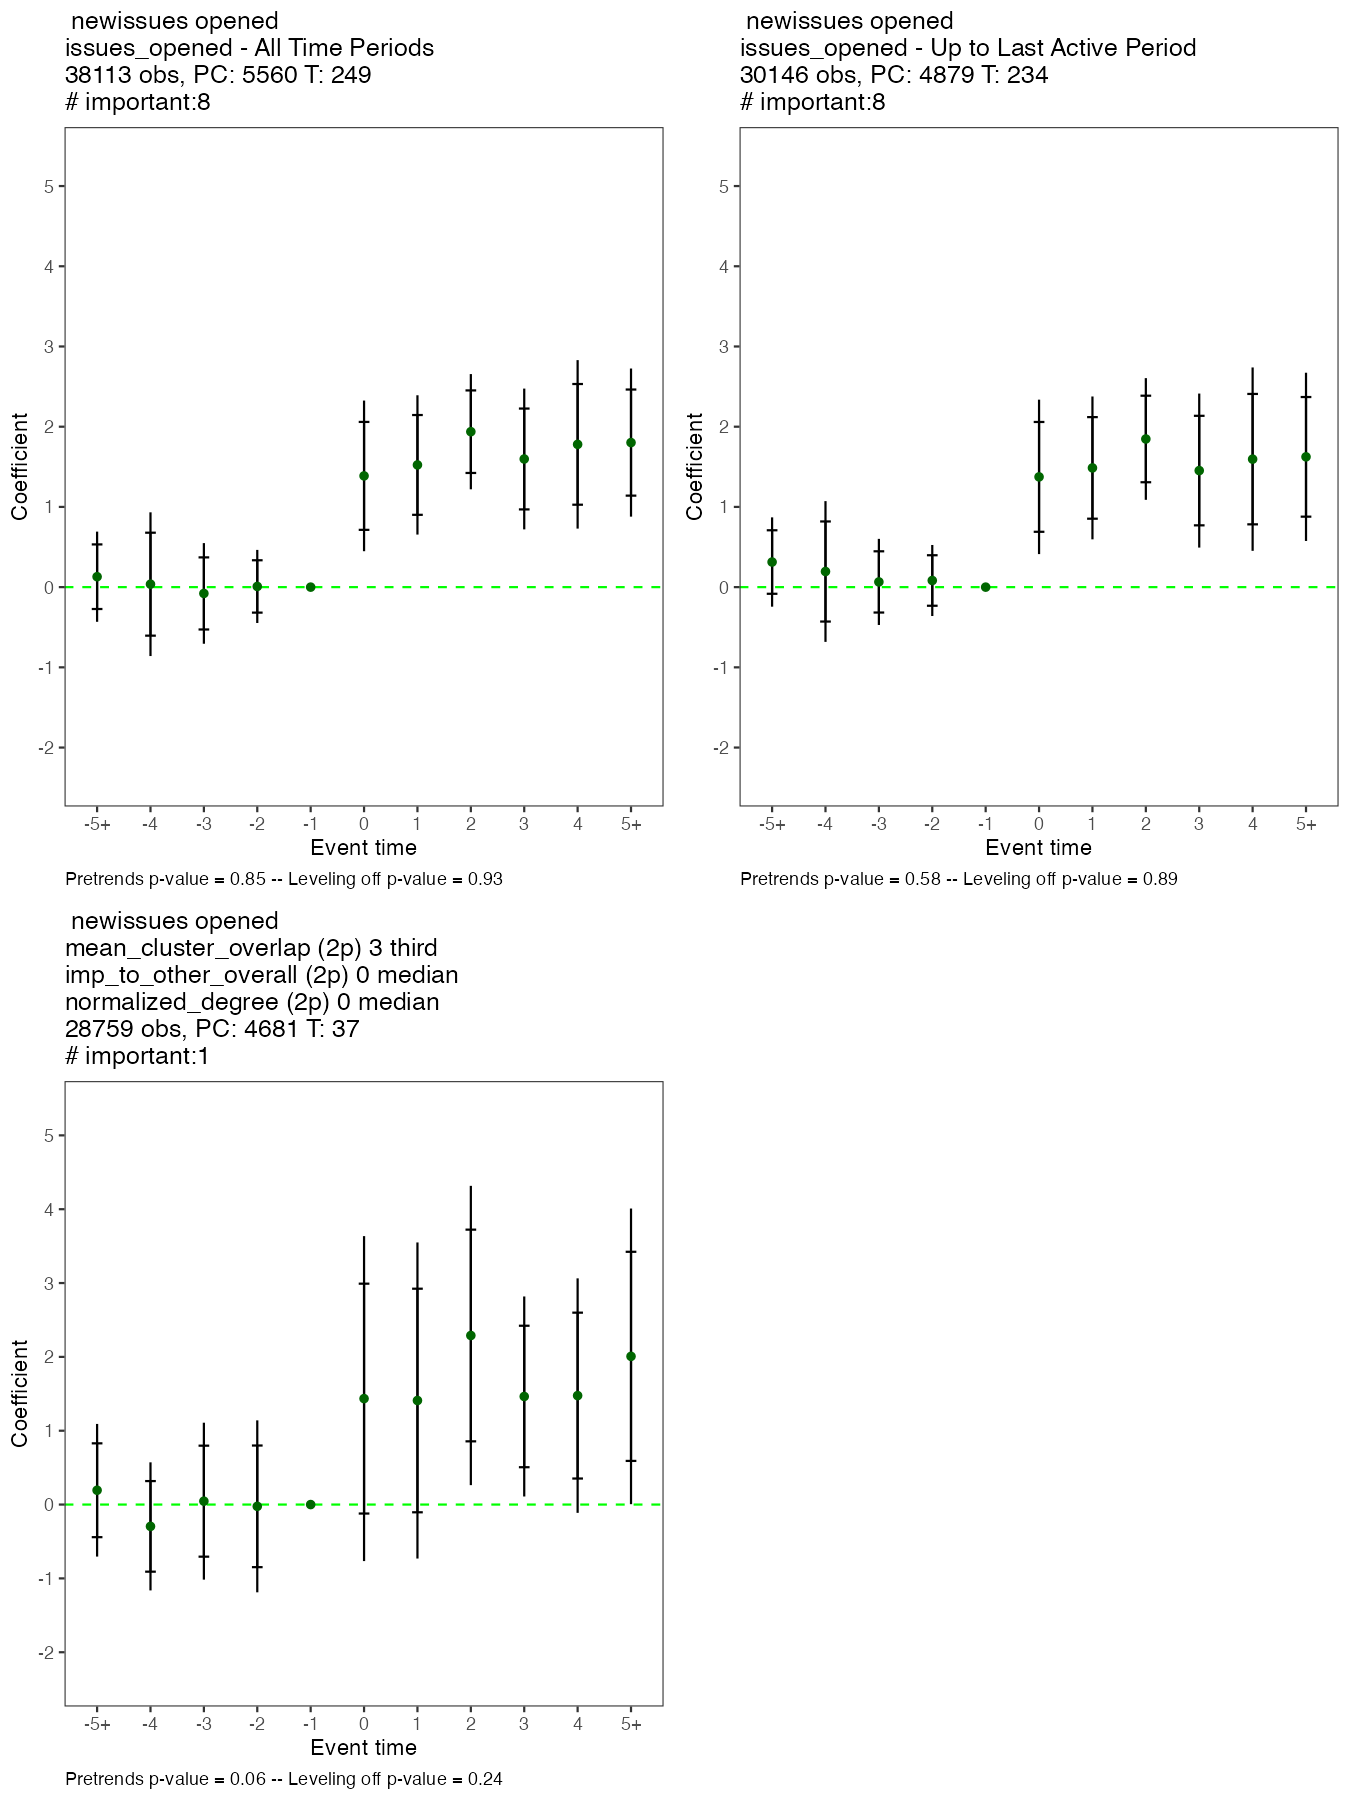 newissues opened
issues_opened - All Time Periods
38113 obs, PC: 5560 T: 249
# important:8
5
4
3
2
1
0
-1
-2
Coefficient
-5+ -4 -3 -2 -1 0 1 2 3 4 5+
Event time
Pretrends p-value = 0.85 -- Leveling off p-value = 0.93
newissues opened
issues_opened - Up to Last Active Period
30146 obs, PC: 4879 T: 234
# important:8
5
4
3
2
1
0
-1
-2
Coefficient
-5+ -4 -3 -2 -1 0 1 2 3 4 5+
Event time
Pretrends p-value = 0.58 -- Leveling off p-value = 0.89
newissues opened
mean_cluster_overlap (2p) 3 third
imp_to_other_overall (2p) 0 median
normalized_degree (2p) 0 median
28759 obs, PC: 4681 T: 37
# important:1
5
4
3
2
1
0
-1
-2
Coefficient
-5+ -4 -3 -2 -1 0 1 2 3 4 5+
Event time
Pretrends p-value = 0.06 -- Leveling off p-value = 0.24